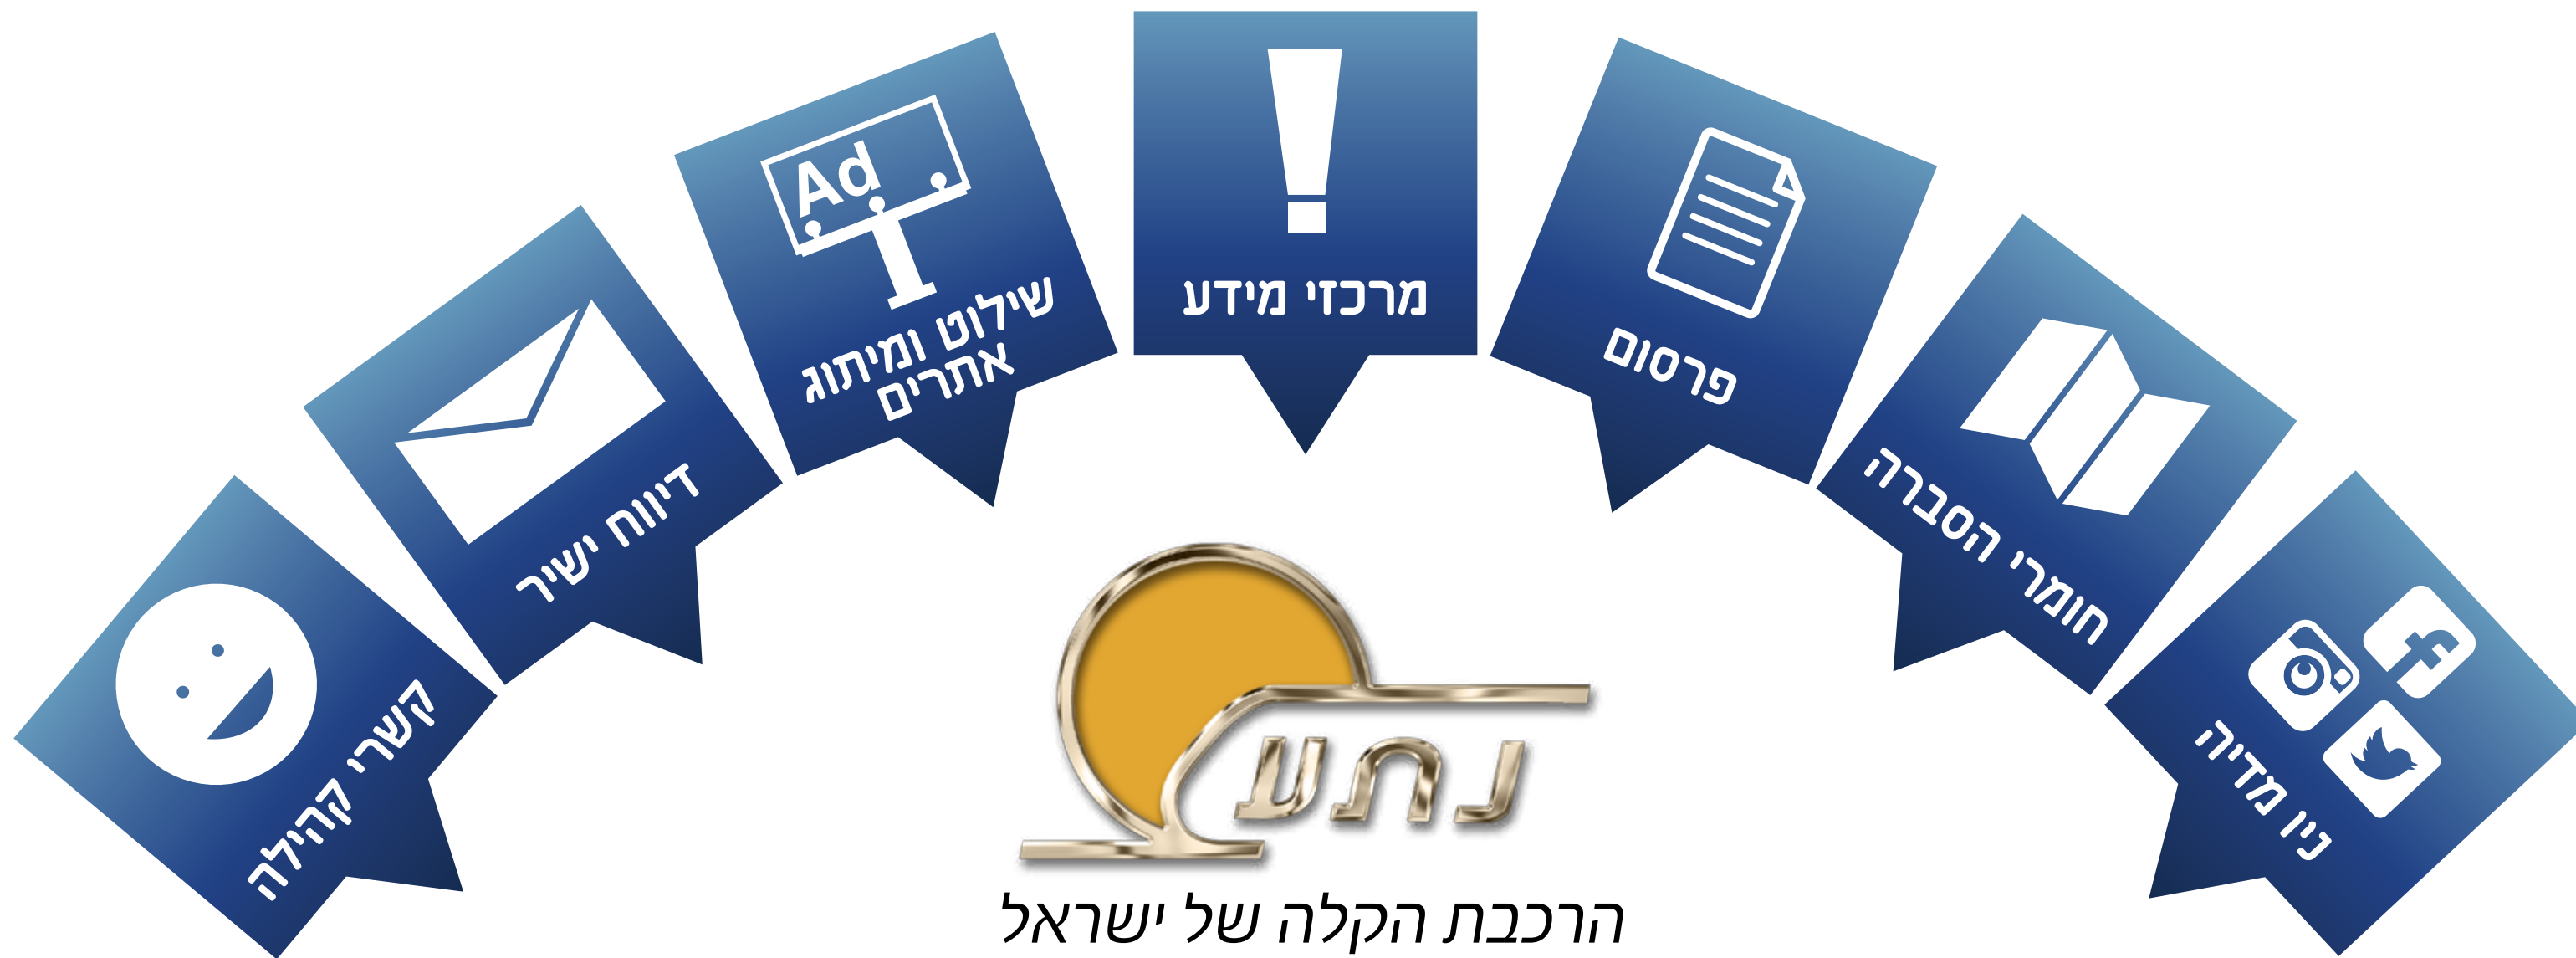 קשרי קהילה
דיווח ישיר
Ad
שילוט ומיתוג
אתרים
מרכזי מידע
פרסום
חומרי הסברה
ניו מדיה
נתע
הרכבת הקלה של ישראל